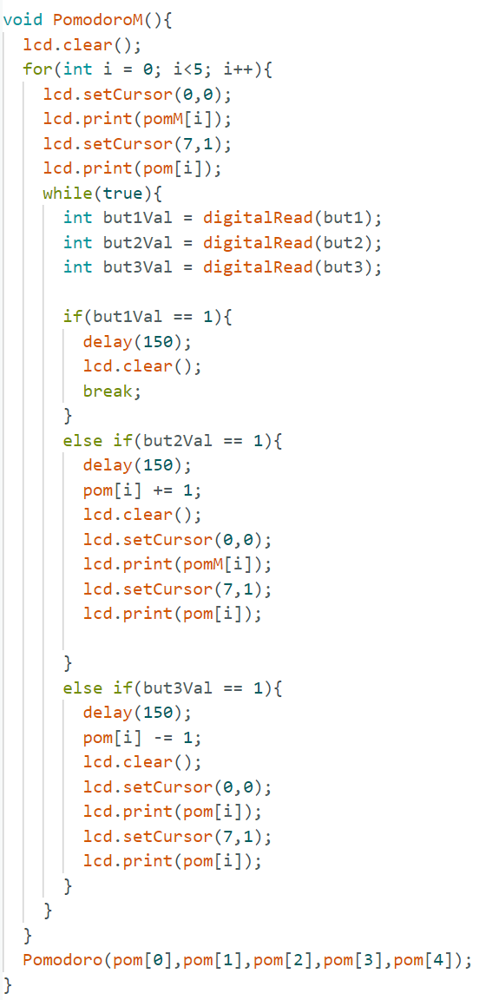 void PomodoroM(){
  lcd.clear();
  for(int i = 0; i<5; i++){
    lcd.setCursor(0,0);
    lcd.print(pomM[i]);
    lcd.setCursor(7,1);
    lcd.print(pom[i]);
    while(true){
      int but1Val = digitalRead(but1);
      int but2Val = digitalRead(but2);
      int but3Val = digitalRead(but3);

      if(but1Val == 1){
        delay(150);
        lcd.clear();
        break;
      }
      else if(but2Val == 1){
        delay(150);
        pom[i] += 1;
        lcd.clear();
        lcd.setCursor(0,0);
        lcd.print(pomM[i]);
        lcd.setCursor(7,1);
        lcd.print(pom[i]);

      }
      else if(but3Val == 1){
        delay(150);
        pom[i] -= 1;
        lcd.clear();
        lcd.setCursor(0,0);
        lcd.print(pom[i]);
        lcd.setCursor(7,1);
        lcd.print(pom[i]);
      }
    }
  }
  Pomodoro(pom[0],pom[1],pom[2],pom[3],pom[4]);
}